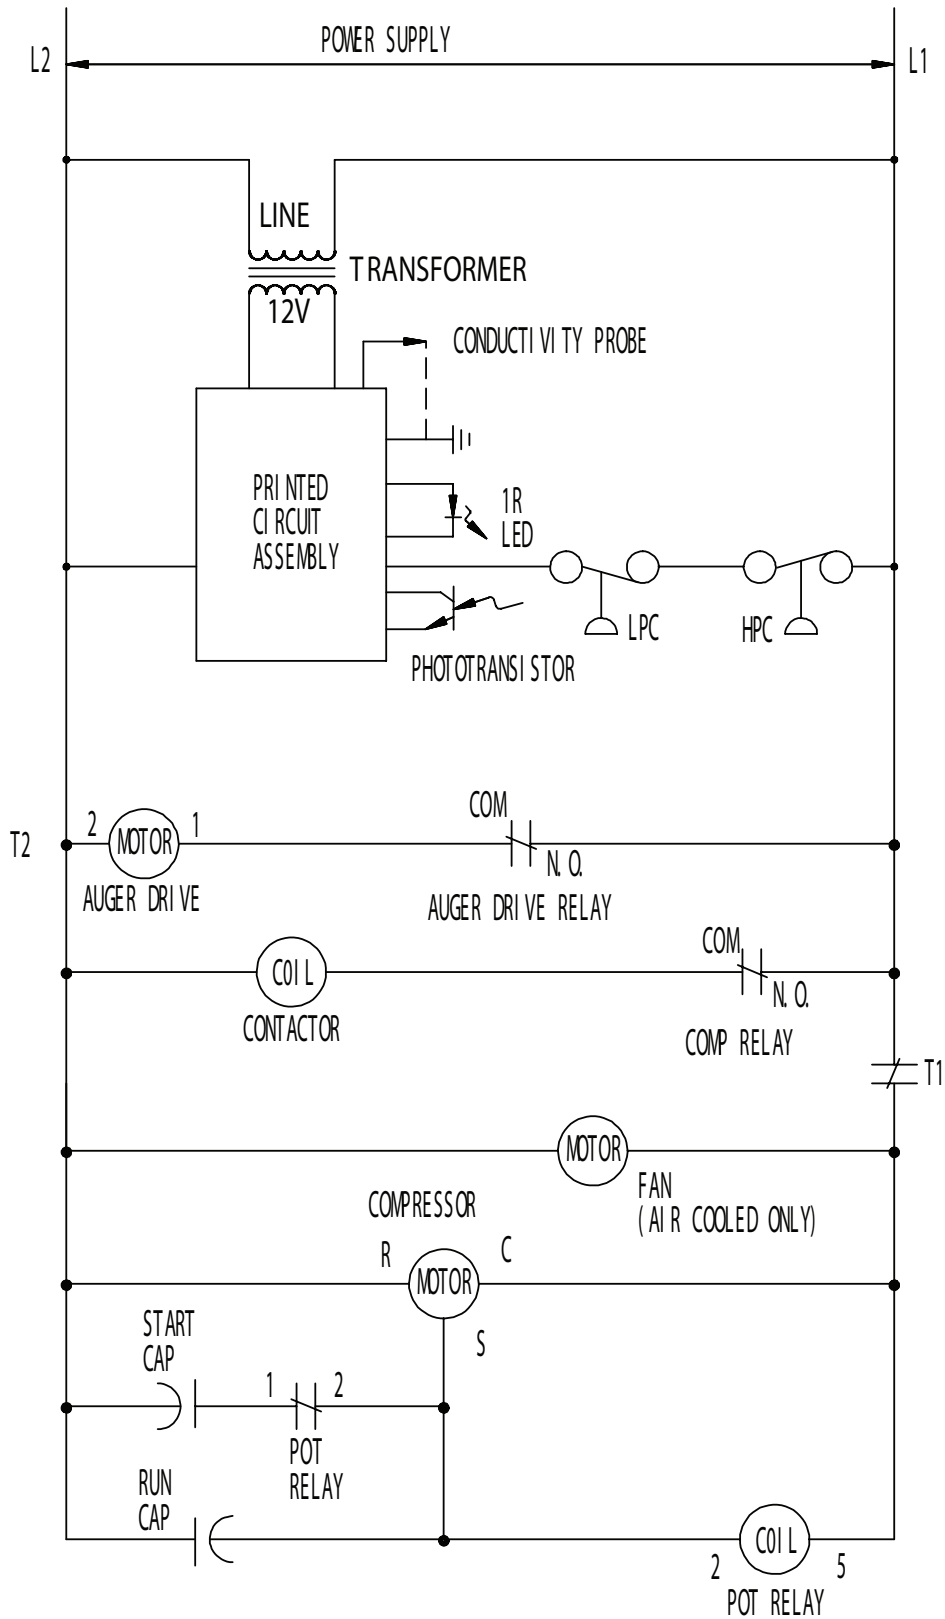 POWER SUPPLY
L2
L1
LINE
TRANSFORMER
12V
CONDUCTIVITY PROBE
PRINTED
CIRCUIT
ASSEMBLY
1R
LED
LPC
HPC
PHOTOTRANSISTOR
T2
2
MOTOR
1
COM
N.O.
AUGER DRIVE
AUGER DRIVE RELAY
COIL
COM
N.O.
CONTACTOR
COMP RELAY
T1
MOTOR
FAN
(AIR COOLED ONLY)
COMPRESSOR
R
C
MOTOR
S
START
CAP
1
2
POT
RELAY
RUN
CAP
COIL
2
5
POT RELAY